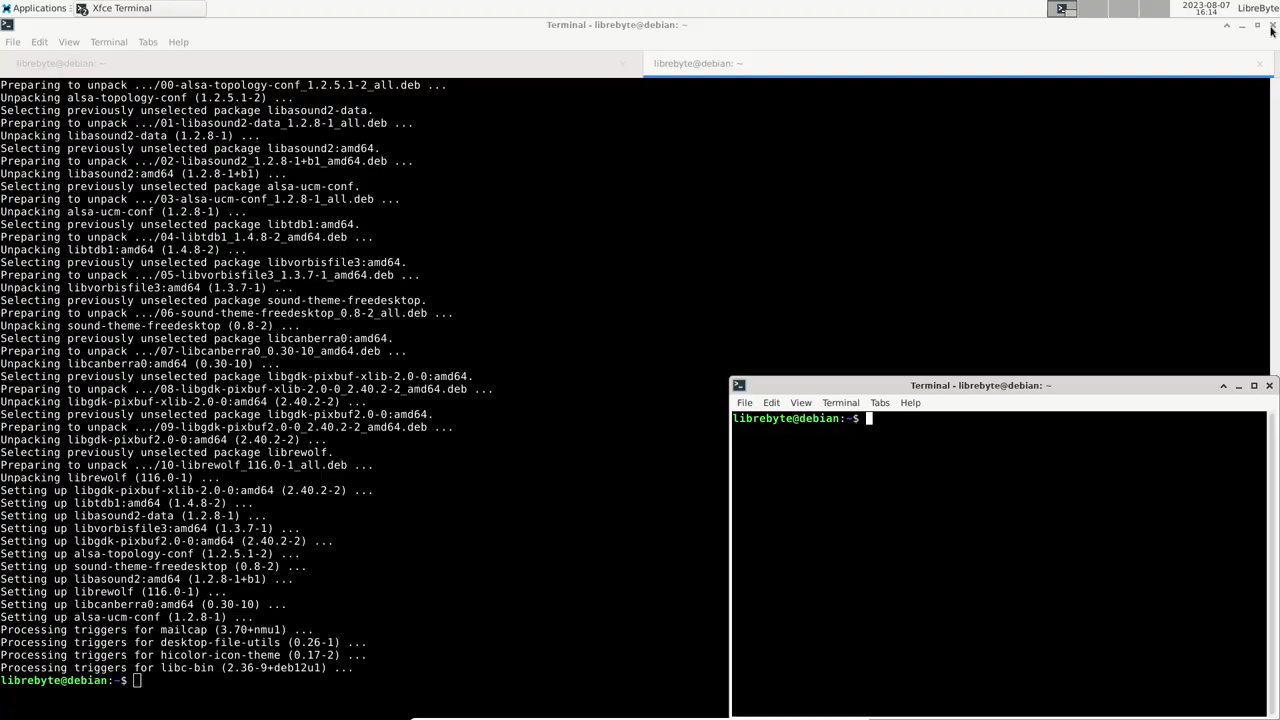 Applications
Xfce Terminal
2023-08-07
16:14
LibreByte
Terminal - librebyte@debian: ~
File Edit View Terminal Tabs Help
librebyte@debian: ~
librebyte@debian: ~
Preparing to unpack .../00-alsa-topology-conf_1.2.5.1-2_all.deb ...
Unpacking alsa-topology-conf (1.2.5.1-2) ...
Selecting previously unselected package libasound2-data.
Preparing to unpack .../01-libasound2-data_1.2.8-1_all.deb ...
Unpacking libasound2-data (1.2.8-1) ...
Selecting previously unselected package libasound2:amd64.
Preparing to unpack .../02-libasound2_1.2.8-1+b1_amd64.deb ...
Unpacking libasound2:amd64 (1.2.8-1+b1) ...
Selecting previously unselected package alsa-ucm-conf.
Preparing to unpack .../03-alsa-ucm-conf_1.2.8-1_all.deb ...
Unpacking alsa-ucm-conf (1.2.8-1) ...
Selecting previously unselected package libtdb1:amd64.
Preparing to unpack .../04-libtdb1_1.4.8-2_amd64.deb ...
Unpacking libtdb1:amd64 (1.4.8-2) ...
Selecting previously unselected package libvorbisfile3:amd64.
Preparing to unpack .../05-libvorbisfile3_1.3.7-1_amd64.deb ...
Unpacking libvorbisfile3:amd64 (1.3.7-1) ...
Selecting previously unselected package sound-theme-freedesktop.
Preparing to unpack .../06-sound-theme-freedesktop_0.8-2_all.deb ...
Unpacking sound-theme-freedesktop (0.8-2) ...
Selecting previously unselected package libcanberra0:amd64.
Preparing to unpack .../07-libcanberra0_0.30-10_amd64.deb ...
Unpacking libcanberra0:amd64 (0.30-10) ...
Selecting previously unselected package libgdk-pixbuf-xlib-2.0-0:amd64.
Preparing to unpack .../08-libgdk-pixbuf-xlib-2.0-0_2.40.2-2_amd64.deb ...
Unpacking libgdk-pixbuf-xlib-2.0-0:amd64 (2.40.2-2) ...
Selecting previously unselected package libgdk-pixbuf2.0-0:amd64.
Preparing to unpack .../09-libgdk-pixbuf2.0-0_2.40.2-2_amd64.deb ...
Unpacking libgdk-pixbuf2.0-0:amd64 (2.40.2-2) ...
Selecting previously unselected package librewolf.
Preparing to unpack .../10-librewolf_116.0-1_all.deb ...
Unpacking librewolf (116.0-1) ...
Setting up libgdk-pixbuf-xlib-2.0-0:amd64 (2.40.2-2) ...
Setting up libtdb1:amd64 (1.4.8-2) ...
Setting up libasound2-data (1.2.8-1) ...
Setting up libvorbisfile3:amd64 (1.3.7-1) ...
Setting up libgdk-pixbuf2.0-0:amd64 (2.40.2-2) ...
Setting up alsa-topology-conf (1.2.5.1-2) ...
Setting up sound-theme-freedesktop (0.8-2) ...
Setting up libasound2:amd64 (1.2.8-1+b1) ...
Setting up librewolf (116.0-1) ...
Setting up libcanberra0:amd64 (0.30-10) ...
Setting up alsa-ucm-conf (1.2.8-1) ...
Processing triggers for mailcap (3.70+nmu1) ...
Processing triggers for desktop-file-utils (0.26-1) ...
Processing triggers for hicolor-icon-theme (0.17-2) ...
Processing triggers for libc-bin (2.36-9+deb12u1) ...
librebyte@debian:~$
Terminal - librebyte@debian: ~
File Edit View Terminal Tabs Help
librebyte@debian:~$